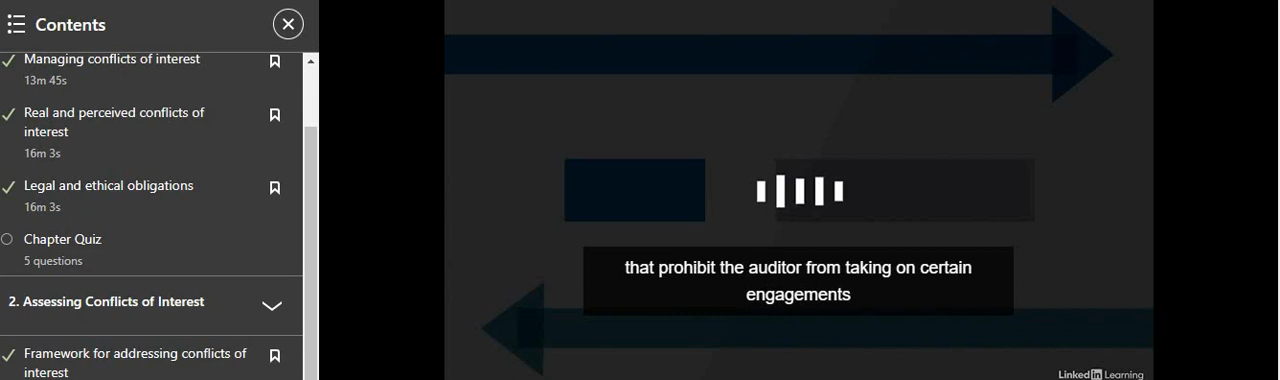 Contents
Managing conflicts of interest
13m 45s
Real and perceived conflicts of
interest
16m 3s
Legal and ethical obligations
16m 3s
Chapter Quiz
5 questions
2. Assessing Conflicts of Interest
Framework for addressing conflicts of
interest
that prohibit the auditor from taking on certain
engagements
Linked in Learning